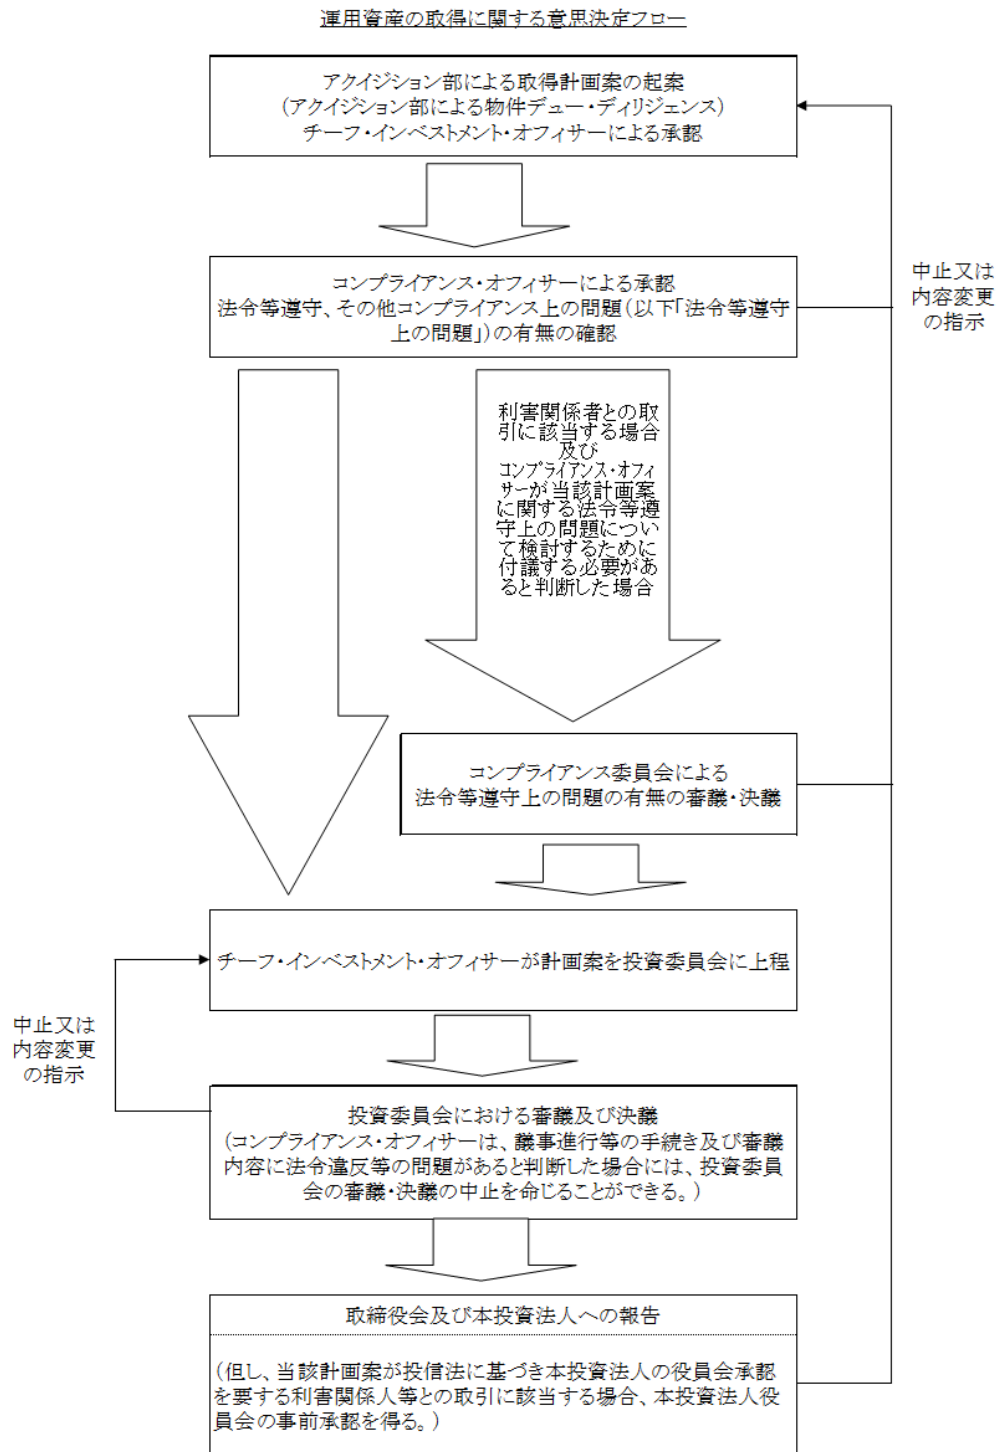 運用資産の取得に関する意思決定フロー
アクイジション部による取得計画案の起案
(アクイジション部による物件デュー・ディリジェンス)
チーフ・インベストメント・オフィサーによる承認
コンプライアンス・オフィサーによる承認
法令等遵守、その他コンプライアンス上の問題(以下「法令等遵守
上の問題」)の有無の確認
中止又は
内容変更
の指示
利害関係者との取
引に該当する場合
及び
コンプライアンス・オフィ
サーが当該計画案
に関する法令等遵
守上の問題につい
て検討するために
付議する必要があ
ると判断した場合
コンプライアンス委員会による
法令等遵守上の問題の有無の審議・決議
チーフ・インベストメント・オフィサーが計画案を投資委員会に上程
中止又は
内容変更
の指示
投資委員会における審議及び決議
(コンプライアンス・オフィサーは、議事進行等の手続き及び審議
内容に法令違反等の問題があると判断した場合には、投資委員
会の審議・決議の中止を命じることができる。)
取締役会及び本投資法人への報告
(但し、当該計画案が投信法に基づき本投資法人の役員会承認
を要する利害関係人等との取引に該当する場合、本投資法人役
員会の事前承認を得る。)